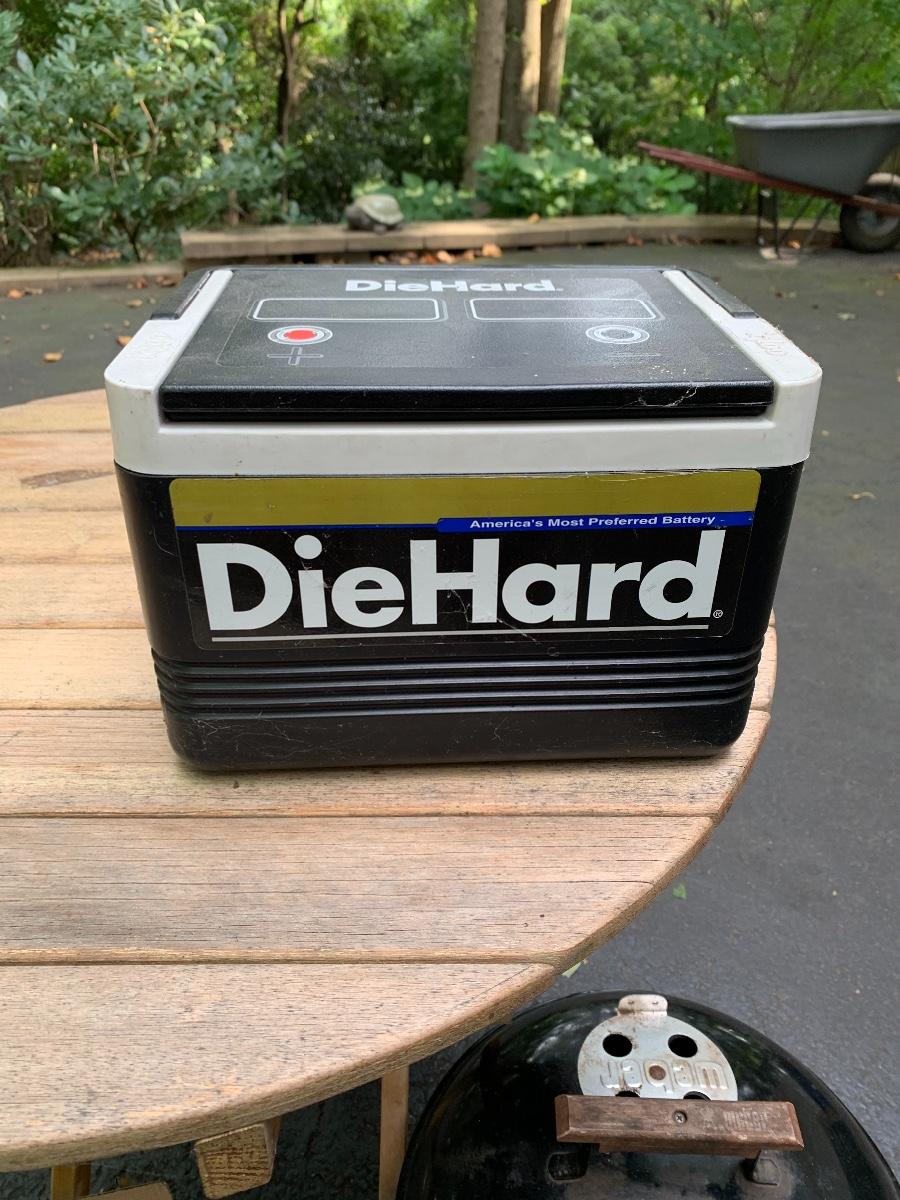 DieHard
America's Most Preferred Battery
DieHard®
weber